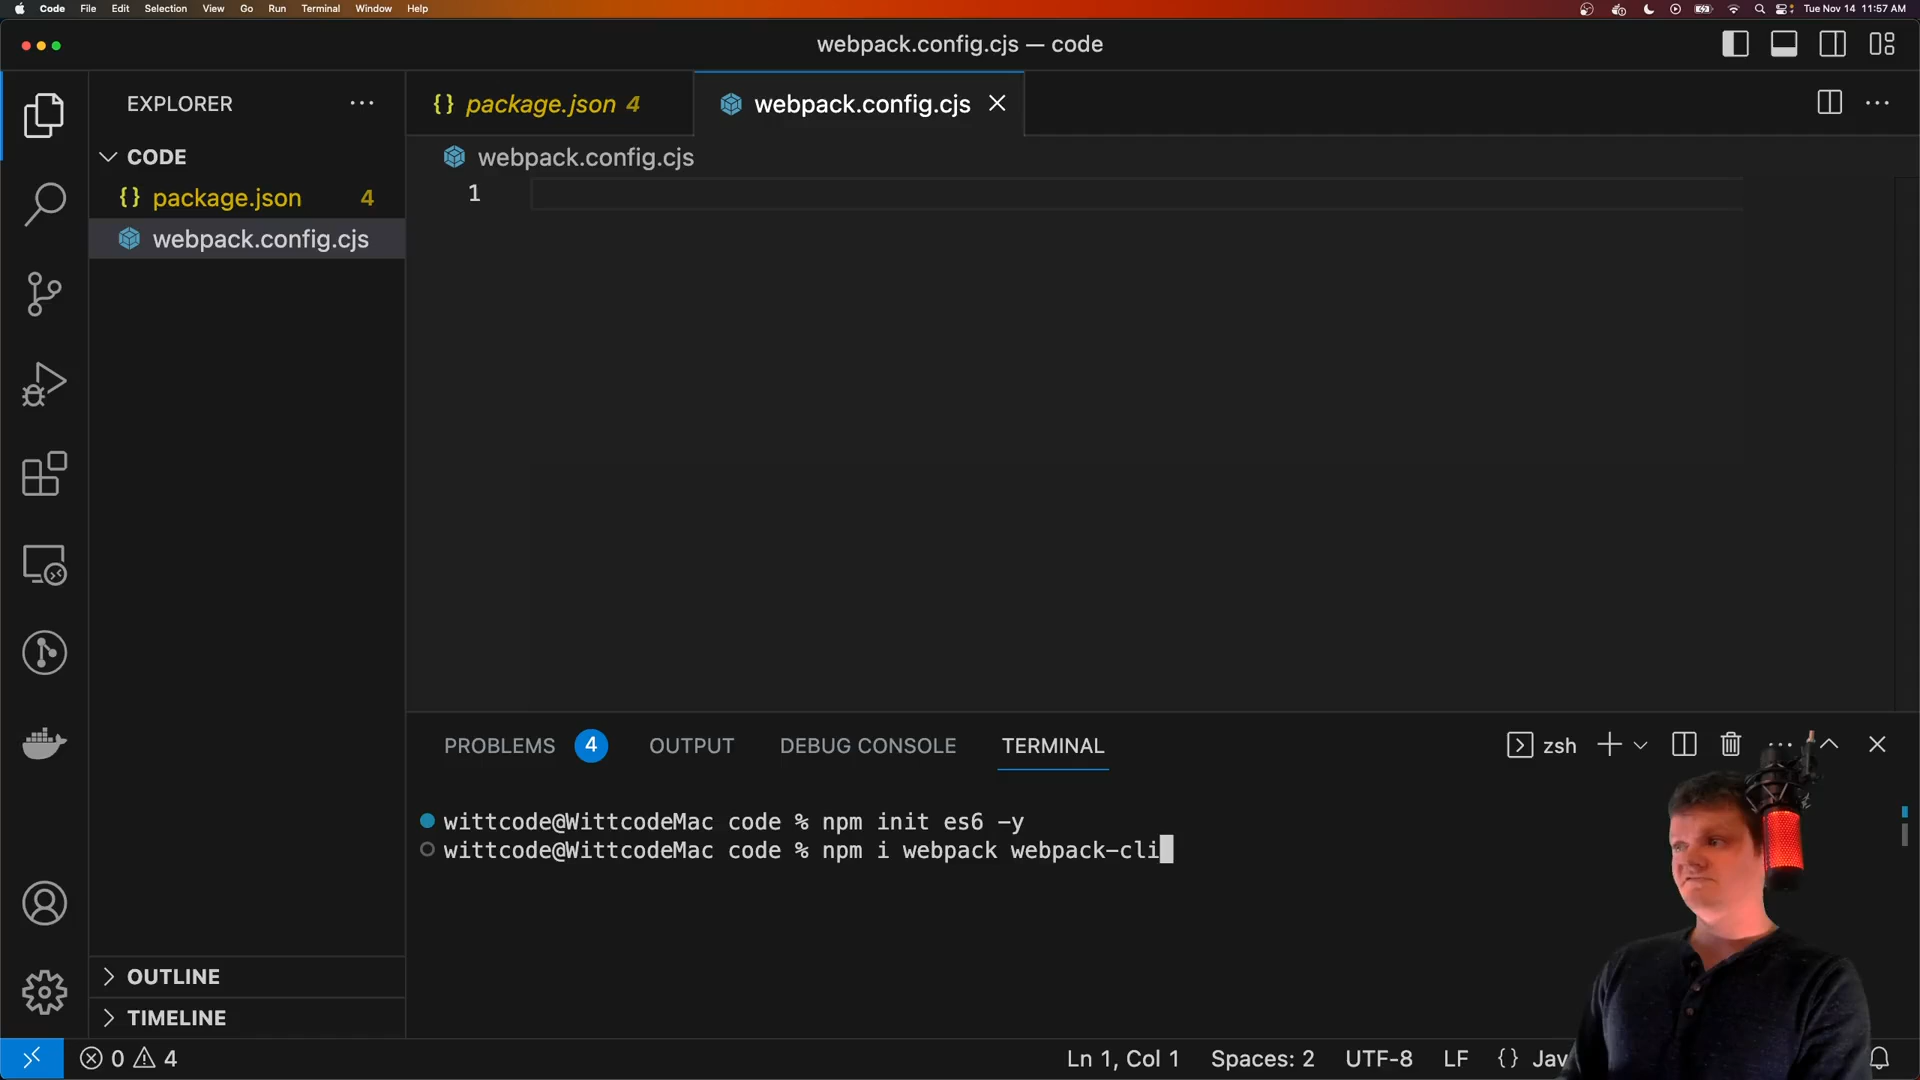 Code File Edit Selection View Go Run Terminal Window Help
Tue Nov 14 11:57 AM
webpack.config.cjs — code
EXPLORER
CODE
{} package.json 4
webpack.config.cjs
{} package.json 4
webpack.config.cjs
webpack.config.cjs
1
PROBLEMS 4 OUTPUT DEBUG CONSOLE TERMINAL
zsh
wittcode@WittcodeMac code % npm init es6 -y
wittcode@WittcodeMac code % npm i webpack webpack-cli
OUTLINE
TIMELINE
0 4
Ln 1, Col 1 Spaces: 2 UTF-8 LF {} Jav